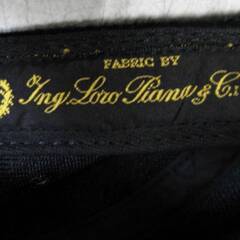 FABRIC BY
Ing. Loro Piana & C.